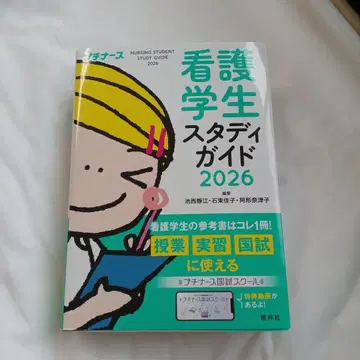 プチナース
NURSING STUDENT
STUDY GUIDE
2026
看護
学生
スタディ
ガイド
2026
編集
池西静江・石束佳子・阿形奈津子
看護学生の参考書はコレ1冊!
授業 実習 国試
に使える
プチナース国試スクール
特典動画が
あるよ!
照林社